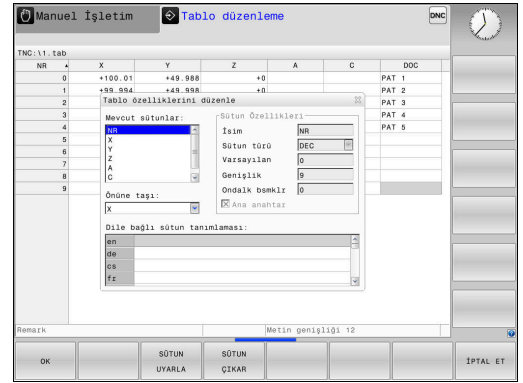 Manuel İşletim
Tablo düzenleme
DNC
TNC:\1.tab
NR X Y Z A C DOC
0 +100.01 +49.988 +0 PAT 1
1 +99.994 +49.998 +0 PAT 2
2 PAT 3
3 PAT 4
4 PAT 5
5
6
7
8
9
Tablo özelliklerini düzenle
Mevcut sütunlar:
NR
X
Y
Z
A
C
Önüne taşı:
X
Sütun Özellikleri
İsim NR
Sütun türü DEC
Varsayılan 0
Genişlik 9
Ondalk bsmklr 0
Ana anahtar
Dile bağlı sütun tanımlaması:
en
de
cs
fr
Remark
Metin genişliği 12
OK
SÜTUN UYARLA
SÜTUN ÇIKAR
İPTAL ET